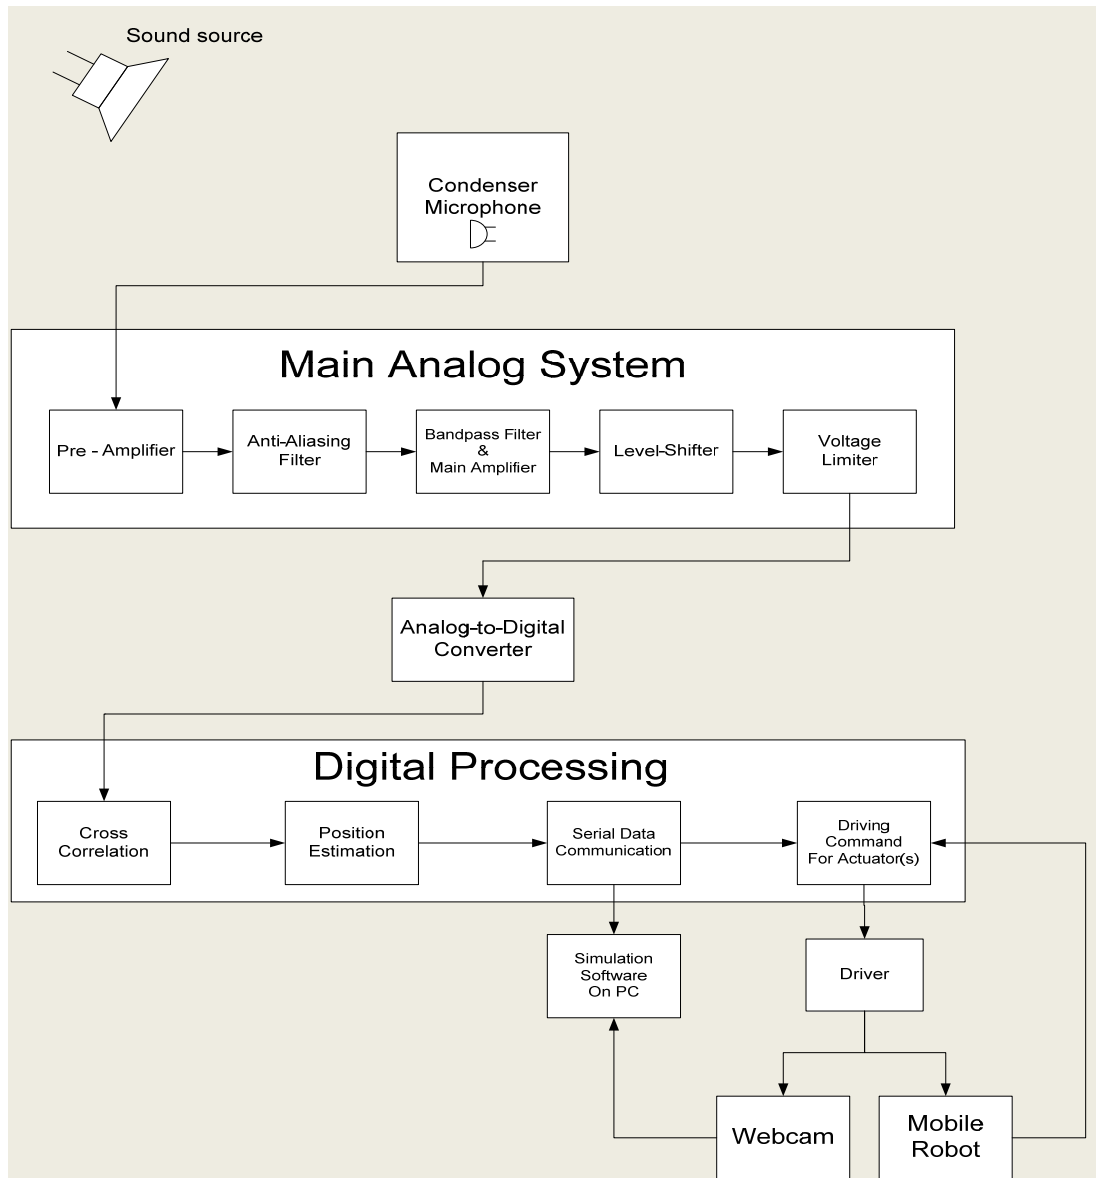 Sound source
Condenser
Microphone
Main Analog System
Pre - Amplifier
Anti-Aliasing
Filter
Bandpass Filter
&
Main Amplifier
Level-Shifter
Voltage
Limiter
Analog-to-Digital
Converter
Digital Processing
Cross
Correlation
Position
Estimation
Serial Data
Communication
Driving
Command
For Actuator(s)
Simulation
Software
On PC
Driver
Webcam
Mobile
Robot